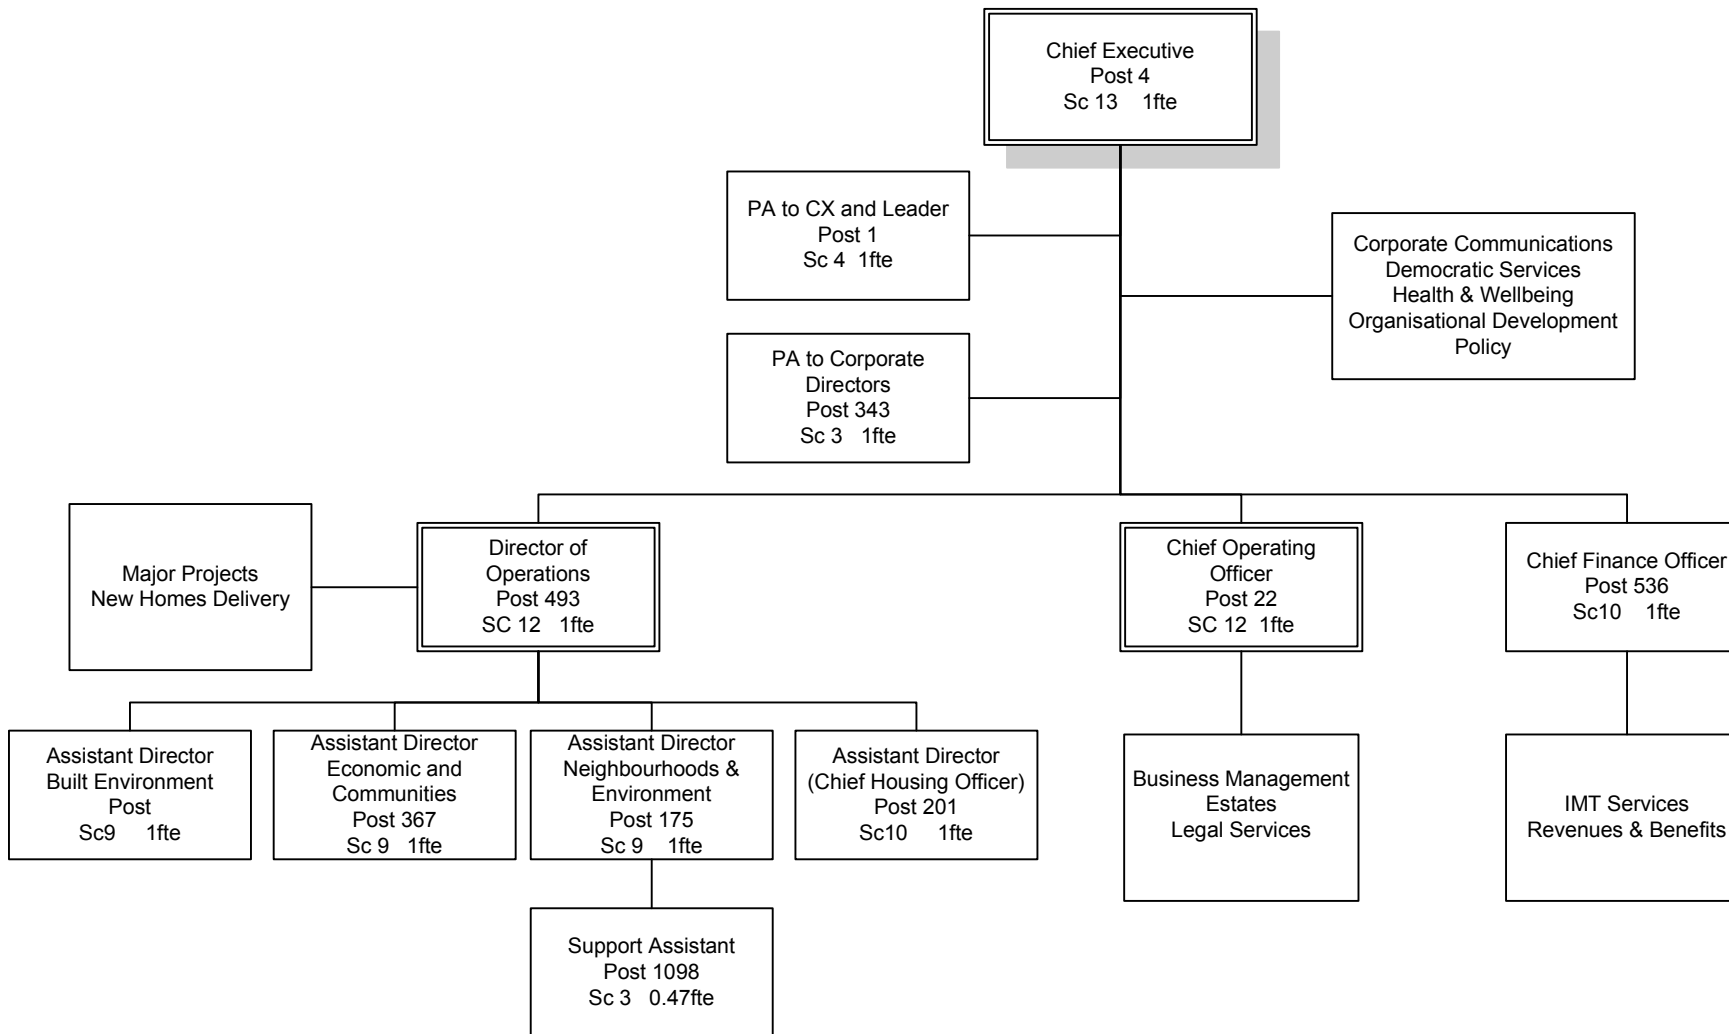 Chief Executive
Post 4
Sc 13 1fte
PA to CX and Leader
Post 1
Sc 4 1fte
Corporate Communications
Democratic Services
Health & Wellbeing
Organisational Development
Policy
PA to Corporate
Directors
Post 343
Sc 3 1fte
Major Projects
New Homes Delivery
Director of
Operations
Post 493
SC 12 1fte
Chief Operating
Officer
Post 22
SC 12 1fte
Chief Finance Officer
Post 536
Sc10 1fte
Assistant Director
Built Environment
Post
Sc9 1fte
Assistant Director
Economic and
Communities
Post 367
Sc 9 1fte
Assistant Director
Neighbourhoods &
Environment
Post 175
Sc 9 1fte
Assistant Director
(Chief Housing Officer)
Post 201
Sc10 1fte
Business Management
Estates
Legal Services
IMT Services
Revenues & Benefits
Support Assistant
Post 1098
Sc 3 0.47fte